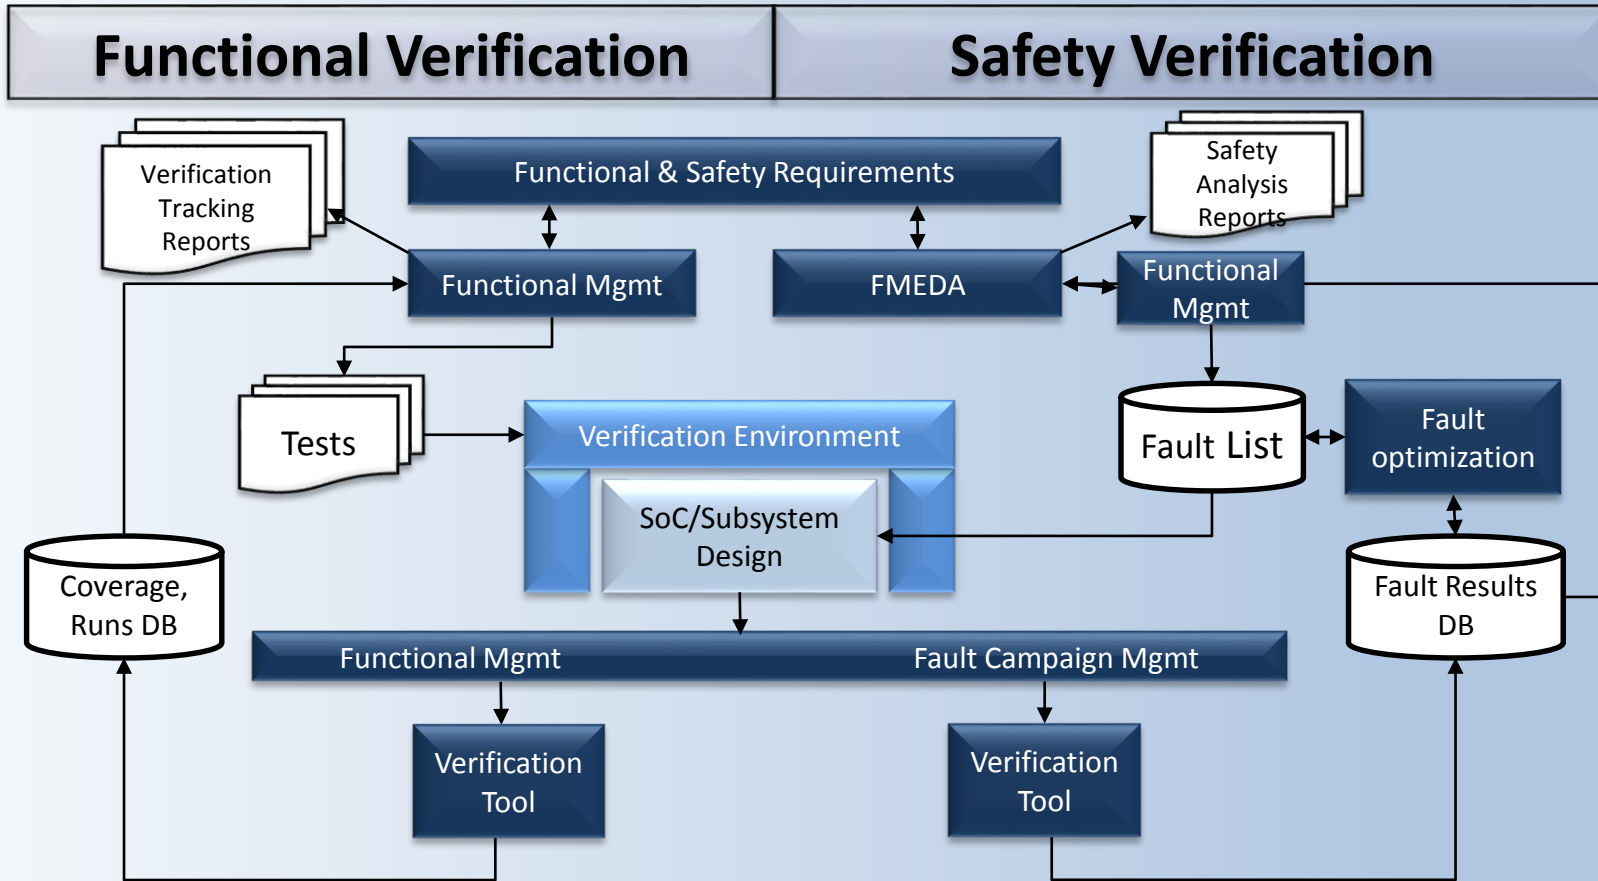 Functional Verification
Safety Verification
Verification
Tracking
Reports
Functional & Safety Requirements
Safety
Analysis
Reports
Functional Mgmt
FMEDA
Functional
Mgmt
Tests
Verification Environment
Fault List
Fault
optimization
SoC/Subsystem
Design
Coverage,
Runs DB
Fault Results
DB
Functional Mgmt
Fault Campaign Mgmt
Verification
Tool
Verification
Tool